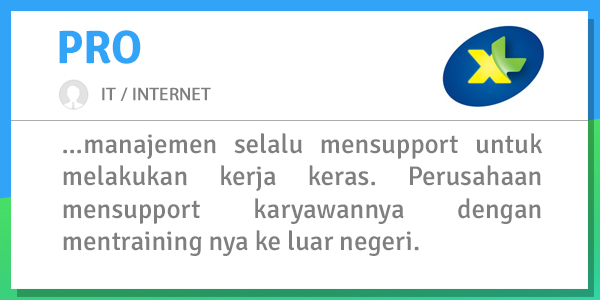 PRO
XL
IT / INTERNET
...manajemen selalu mensupport untuk
melakukan kerja keras. Perusahaan
mensupport karyawannya dengan
mentraining nya ke luar negeri.